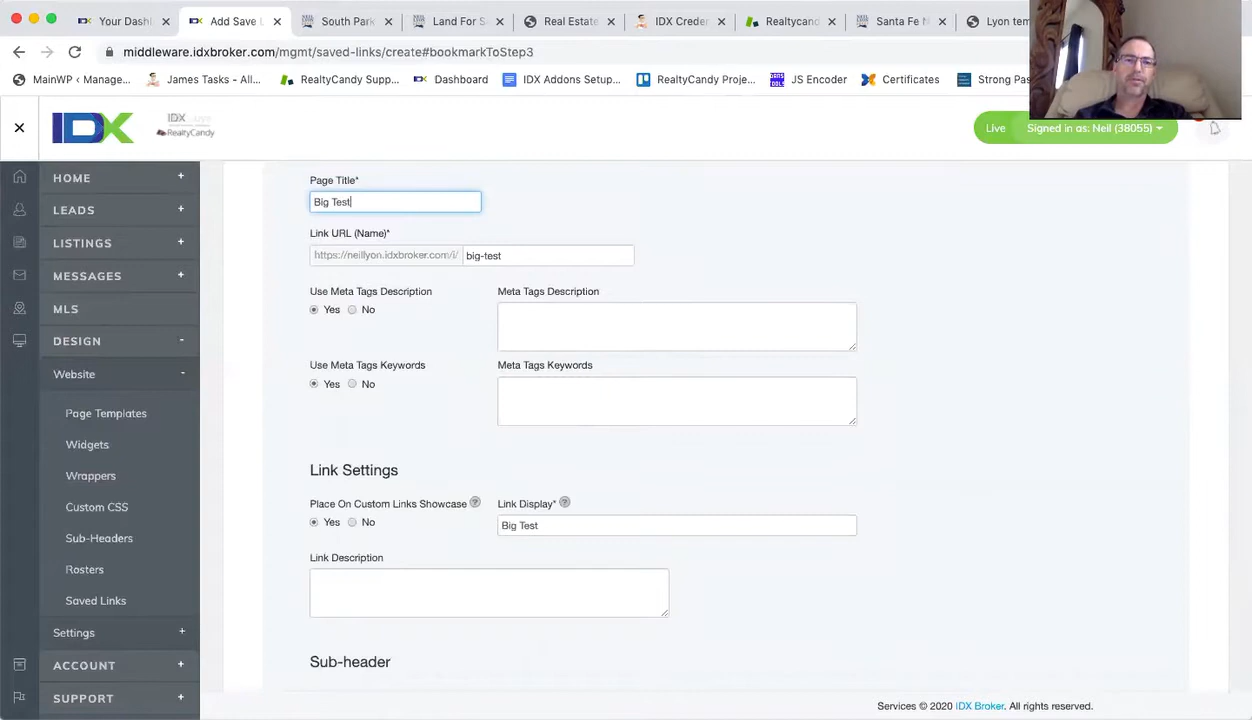 Your Dash
Add Save L
South Park
Land For S
Real Estate
IDX Creder
Realtycand
Santa Fe N
Lyon tem
middleware.idxbroker.com/mgmt/saved-links/create#bookmarkToStep3
MainWP ‹ Manage...
James Tasks - All...
RealtyCandy Supp...
Dashboard
IDX Addons Setup...
RealtyCandy Proje...
JS Encoder
Certificates
Strong Pas
IDX
IDX
RealtyCandy
Live
Signed in as: Neil (38055)
HOME +
LEADS +
LISTINGS +
MESSAGES +
MLS
DESIGN -
Website -
Page Templates
Widgets
Wrappers
Custom CSS
Sub-Headers
Rosters
Saved Links
Settings +
ACCOUNT +
SUPPORT +
Page Title*
Big Test
Link URL (Name)*
https://neillyon.idxbroker.com/i/ big-test
Use Meta Tags Description
Meta Tags Description
Yes No
Use Meta Tags Keywords
Meta Tags Keywords
Yes No
Link Settings
Place On Custom Links Showcase ?
Link Display* ?
Yes No
Big Test
Link Description
Sub-header
Services © 2020 IDX Broker. All rights reserved.